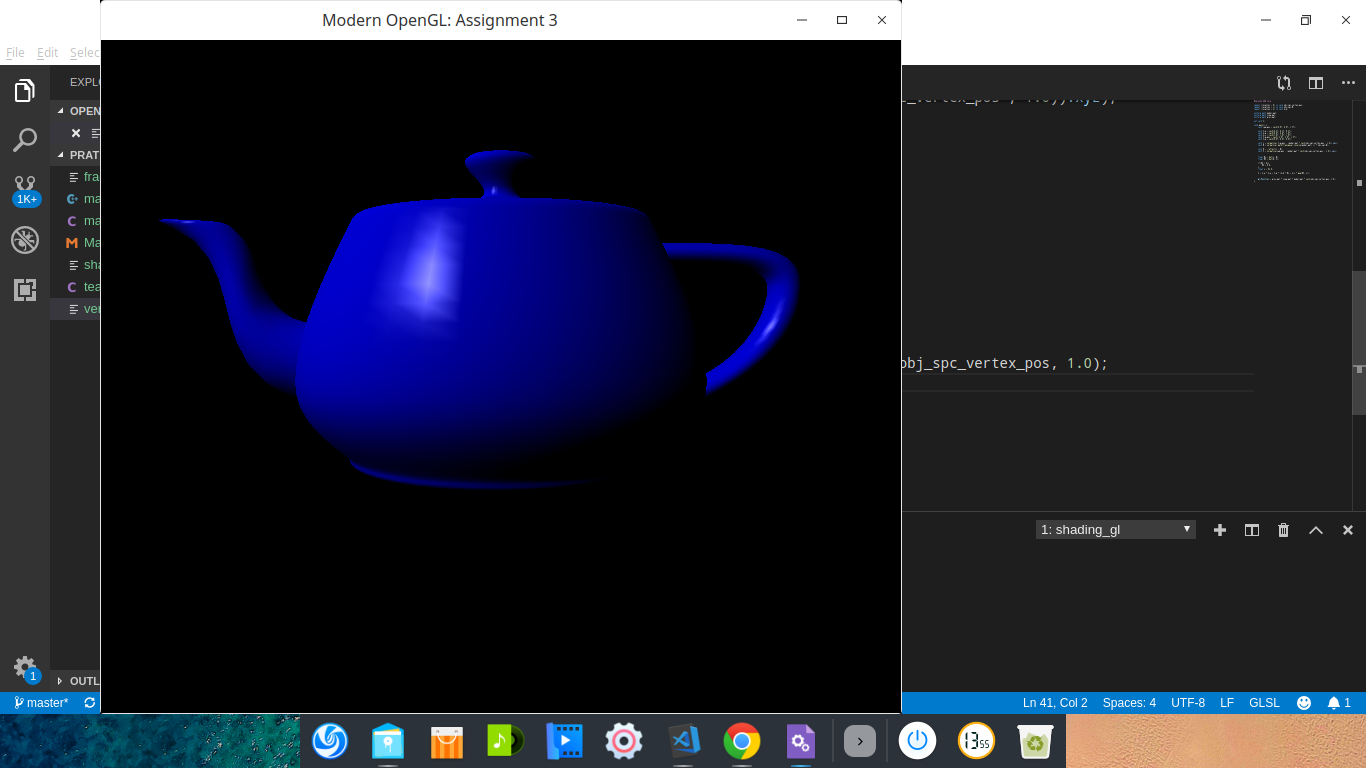 Modern OpenGL: Assignment 3
File Edit Selec
EXPL
OPEN
PRAT
fra
ma
ma
Ma
sha
tea
ver
OUTL
1K+
1
_vertex_pos , 1.0)).xyz);
obj_spc_vertex_pos, 1.0);
1: shading_gl
master*
Ln 41, Col 2 Spaces: 4 UTF-8 LF GLSL 1
13 55